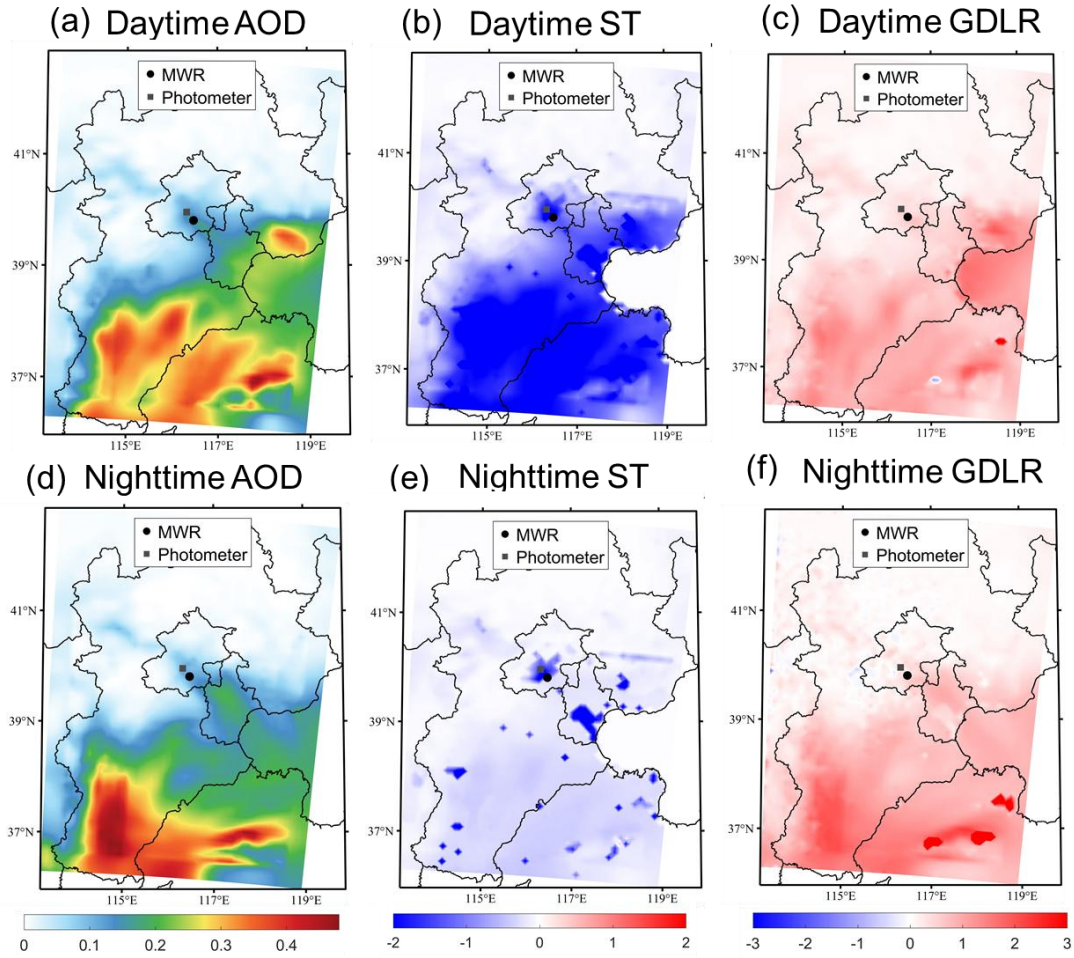 (a) Daytime AOD
MWR
Photometer
41°N
39°N
37°N
115°E 117°E 119°E
(b) Daytime ST
MWR
Photometer
41°N
39°N
37°N
115°E 117°E 119°E
(c) Daytime GDLR
MWR
Photometer
41°N
39°N
37°N
115°E 117°E 119°E
(d) Nighttime AOD
MWR
Photometer
41°N
39°N
37°N
115°E 117°E 119°E
0 0.1 0.2 0.3 0.4
(e) Nighttime ST
MWR
Photometer
41°N
39°N
37°N
115°E 117°E 119°E
-2 -1 0 1 2
(f) Nighttime GDLR
MWR
Photometer
41°N
39°N
37°N
115°E 117°E 119°E
-3 -2 -1 0 1 2 3